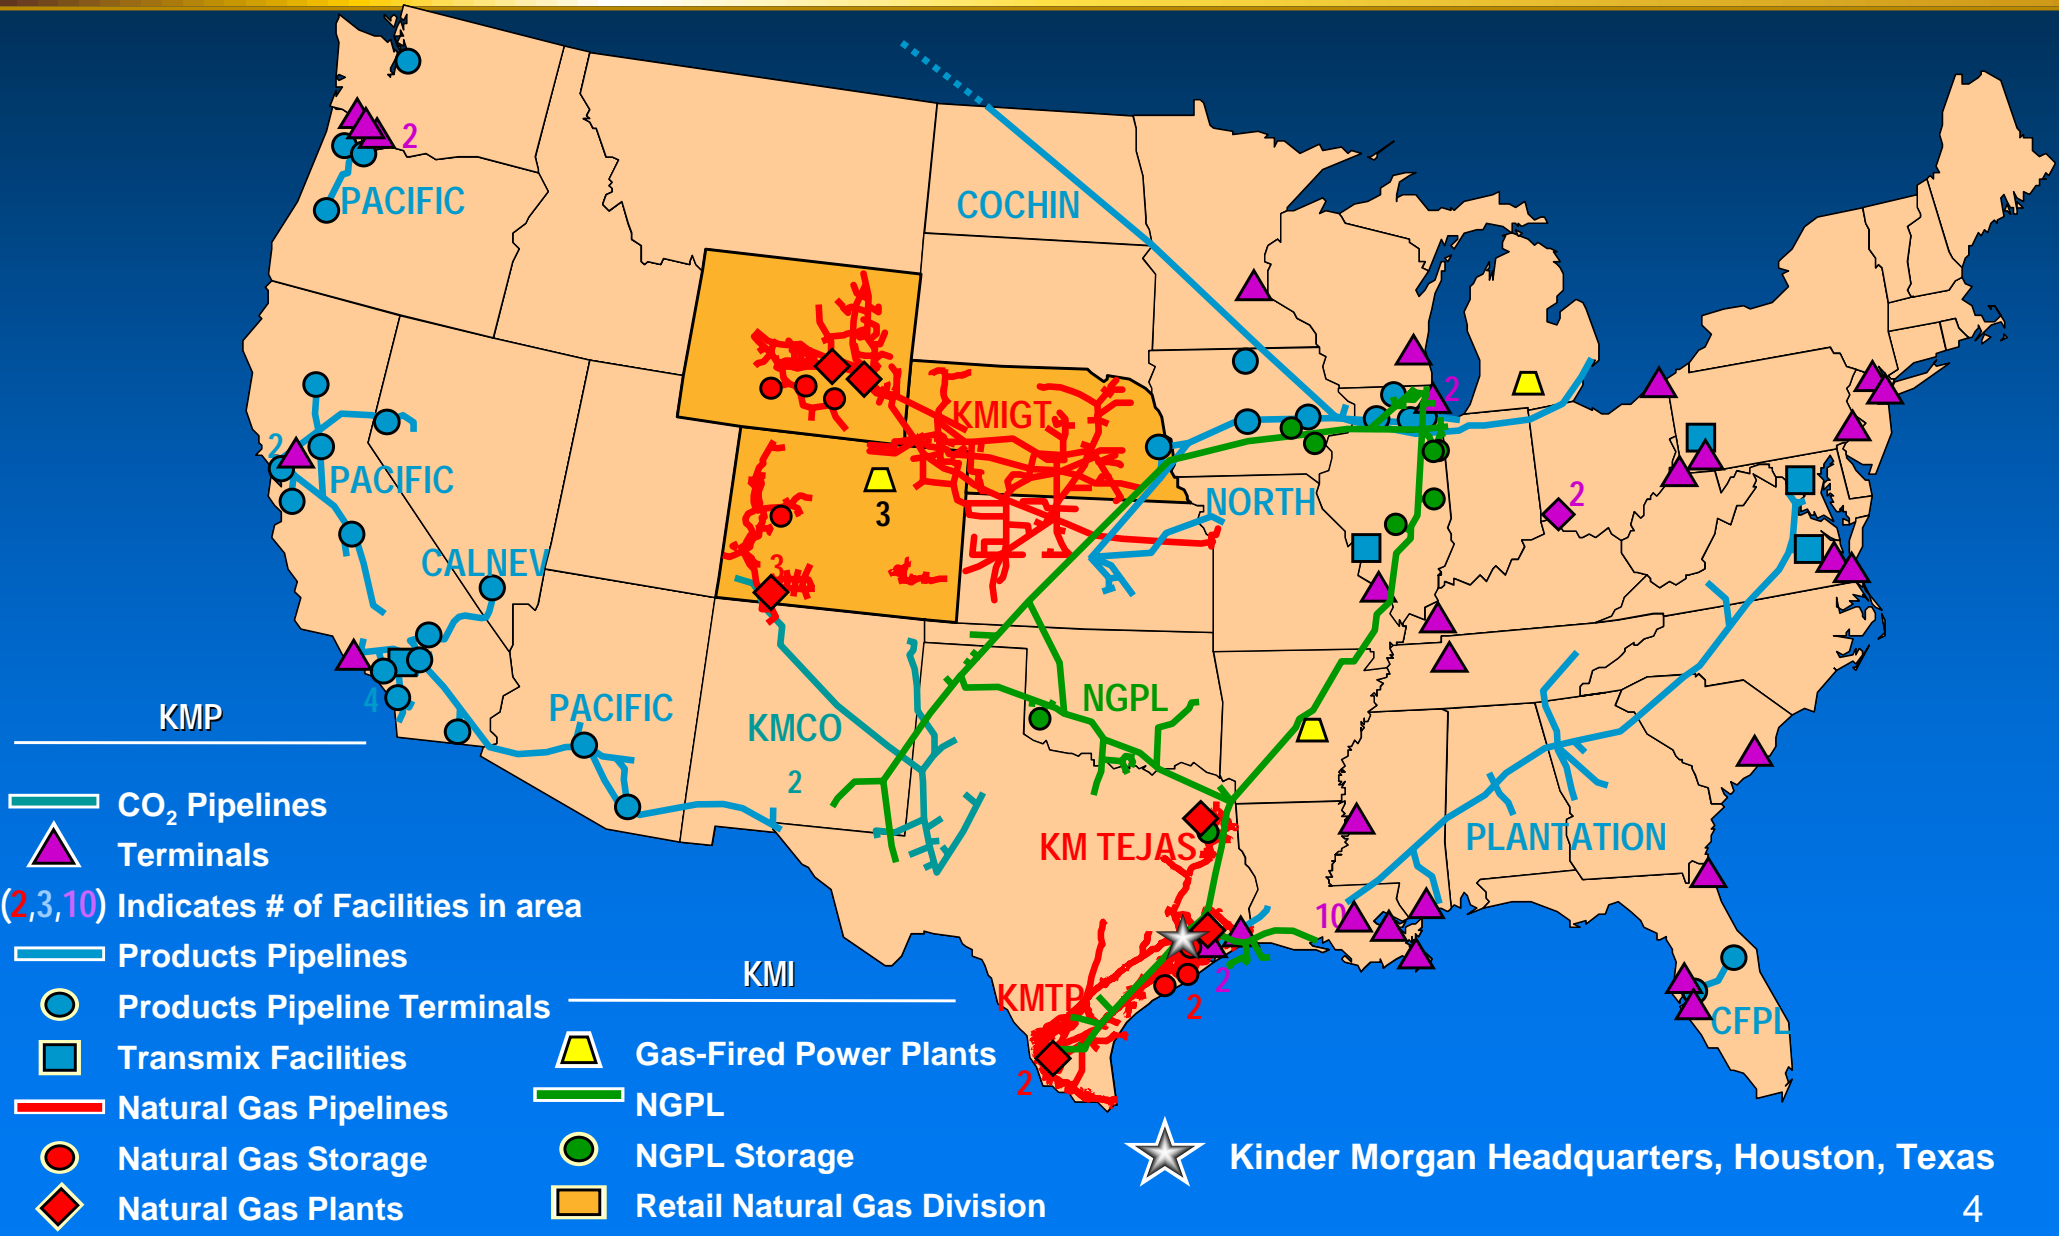 2
PACIFIC
COCHIN
2
KMIGT
2
PACIFIC
3
NORTH
2
CALNEV
3
4
PACIFIC
KMCO
2
NGPL
KM TEJAS
PLANTATION
10
2
KMTP
2
2
CFPL
KMP
CO2 Pipelines
Terminals
(2,3,10) Indicates # of Facilities in area
Products Pipelines
Products Pipeline Terminals
Transmix Facilities
Natural Gas Pipelines
Natural Gas Storage
Natural Gas Plants
KMI
Gas-Fired Power Plants
NGPL
NGPL Storage
Retail Natural Gas Division
Kinder Morgan Headquarters, Houston, Texas
4